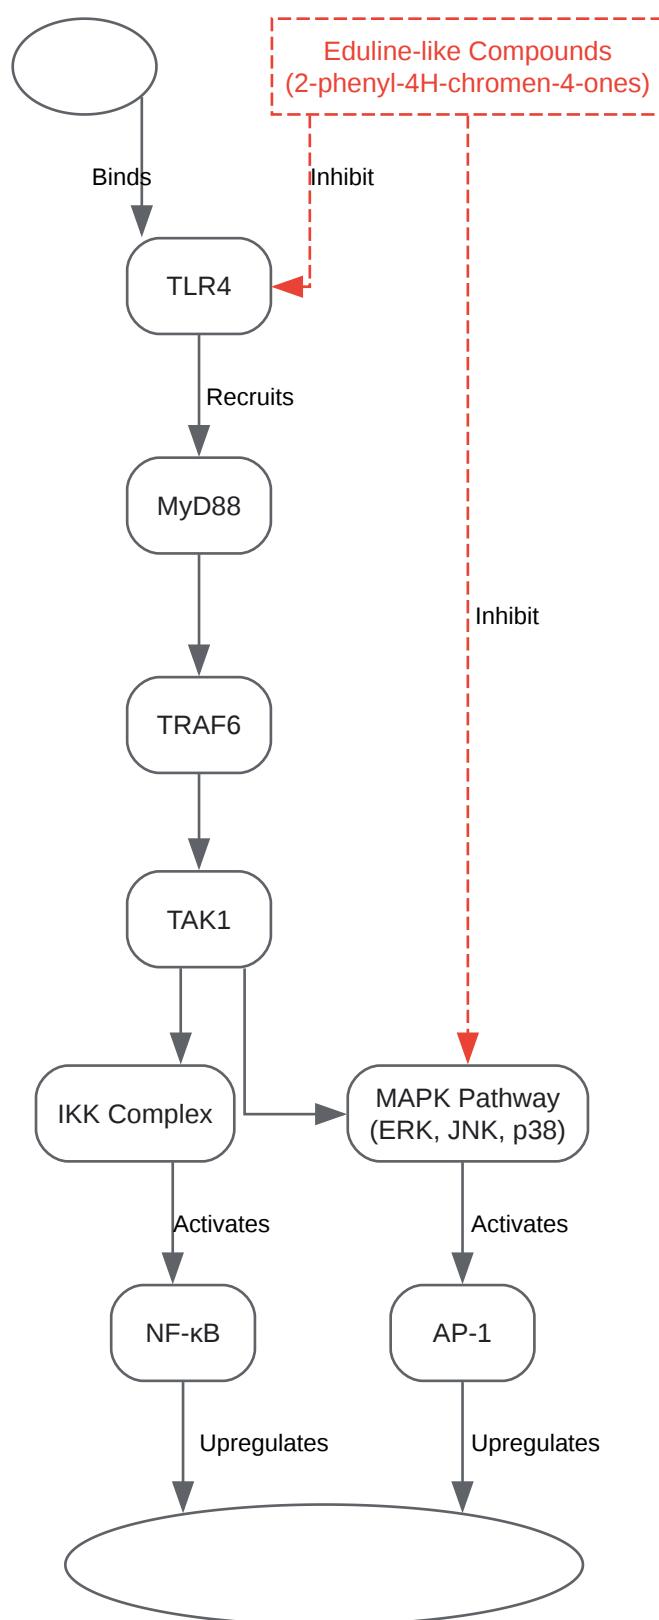 Eduline-like Compounds
(2-phenyl-4H-chromen-4-ones)
Binds
Inhibit
TLR4
Recruits
MyD88
Inhibit
TRAF6
TAK1
IKK Complex
MAPK Pathway
(ERK, JNK, p38)
Activates
Activates
NF-κB
AP-1
Upregulates
Upregulates